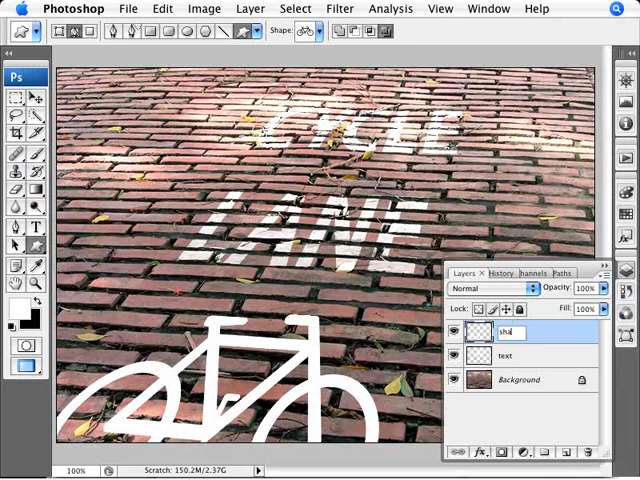 Photoshop File Edit Image Layer Select Filter Analysis View Window Help
Shape:
Ps
CYCLE
LANE
Layers × History hannels Paths
Normal Opacity: 100%
Lock: Fill: 100%
sha
text
Background
T
100% Scratch: 150.2M/2.37G